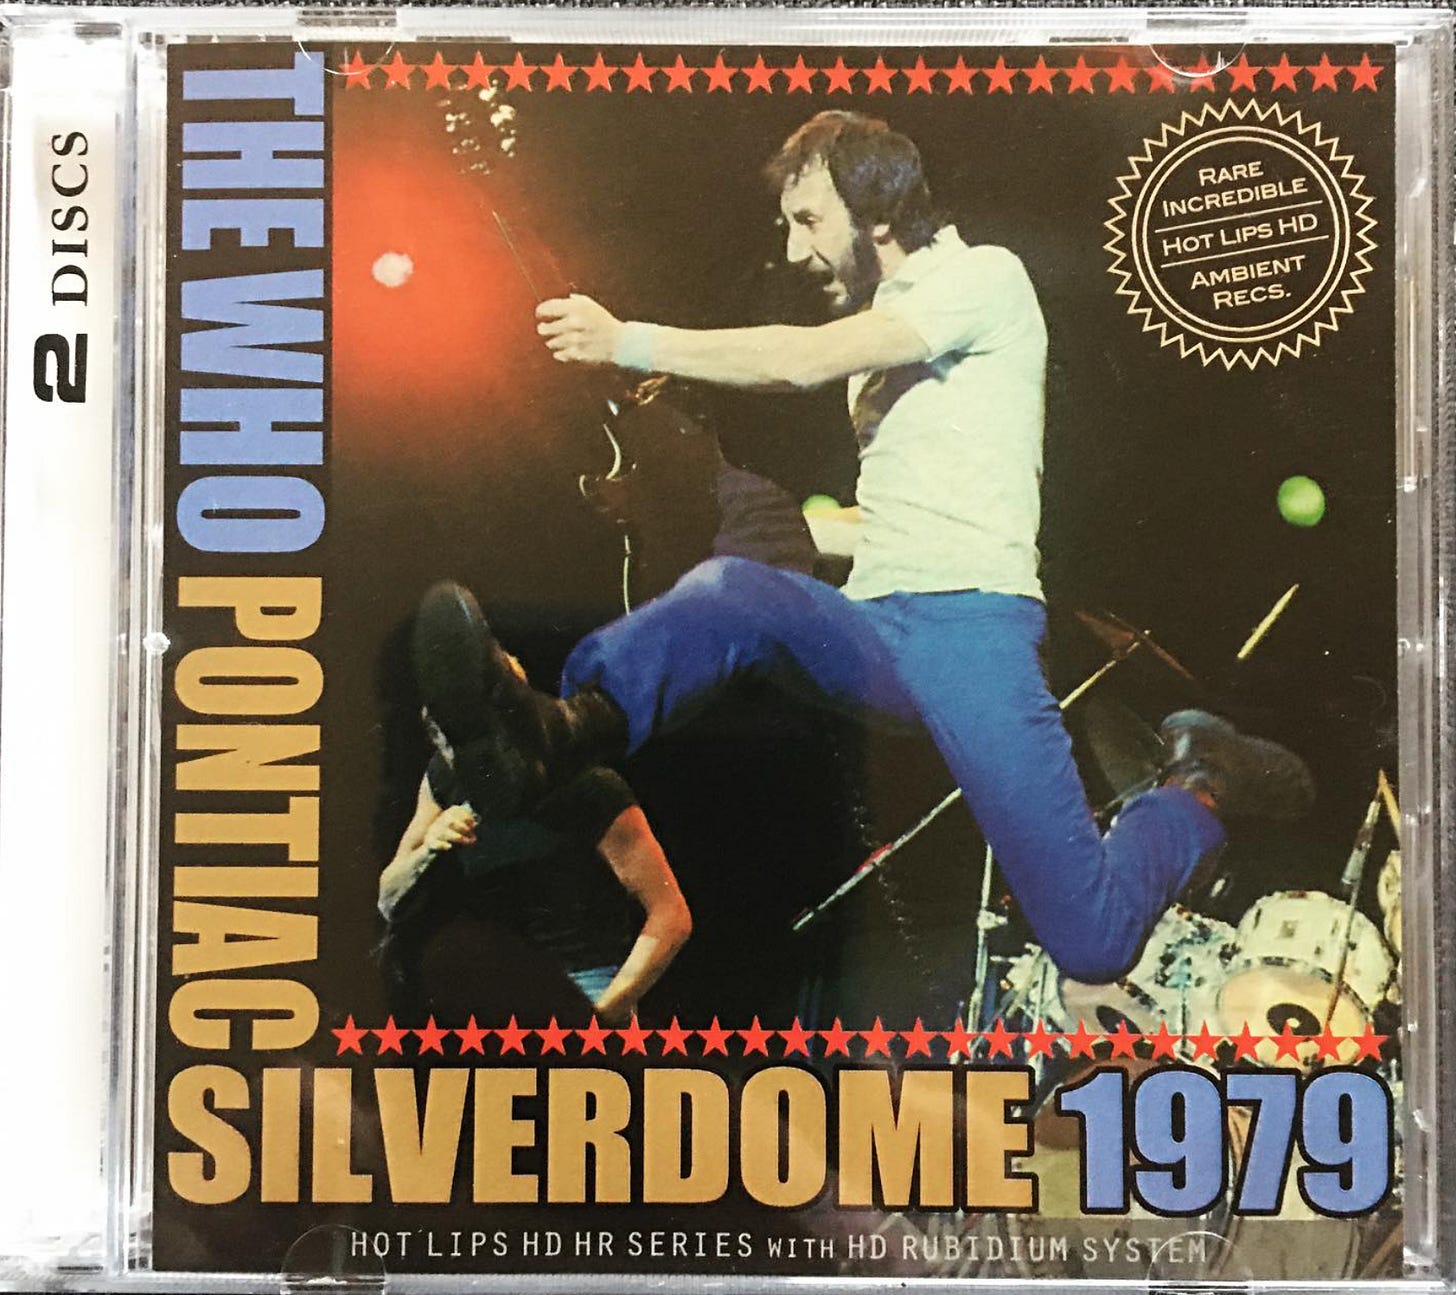 2 DISCS
THE WHO PONTIAC
SILVERDOME 1979
RARE
INCREDIBLE
HOT LIPS HD
AMBIENT
RECS.
HOT LIPS HD HR SERIES WITH HD RUBIDIUM SYSTEM